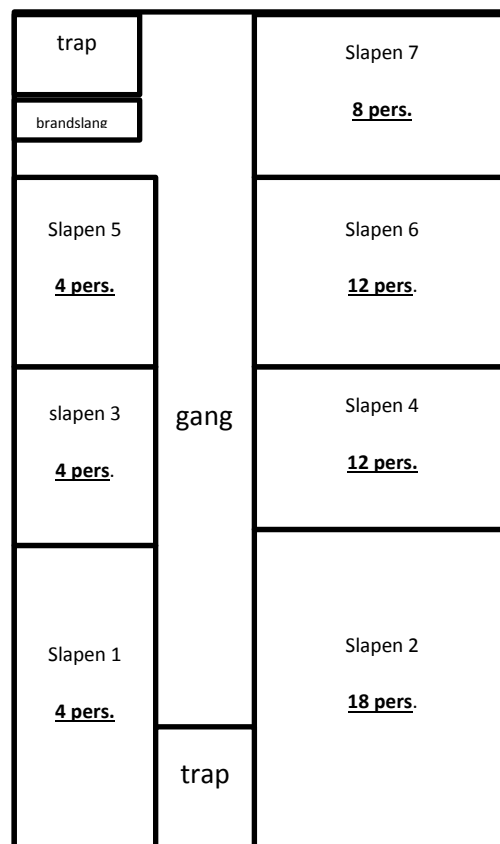 trap
brandslang
Slapen 7
8 pers.
Slapen 5
4 pers.
Slapen 6
12 pers.
slapen 3
4 pers.
gang
Slapen 4
12 pers.
Slapen 1
4 pers.
Slapen 2
18 pers.
trap